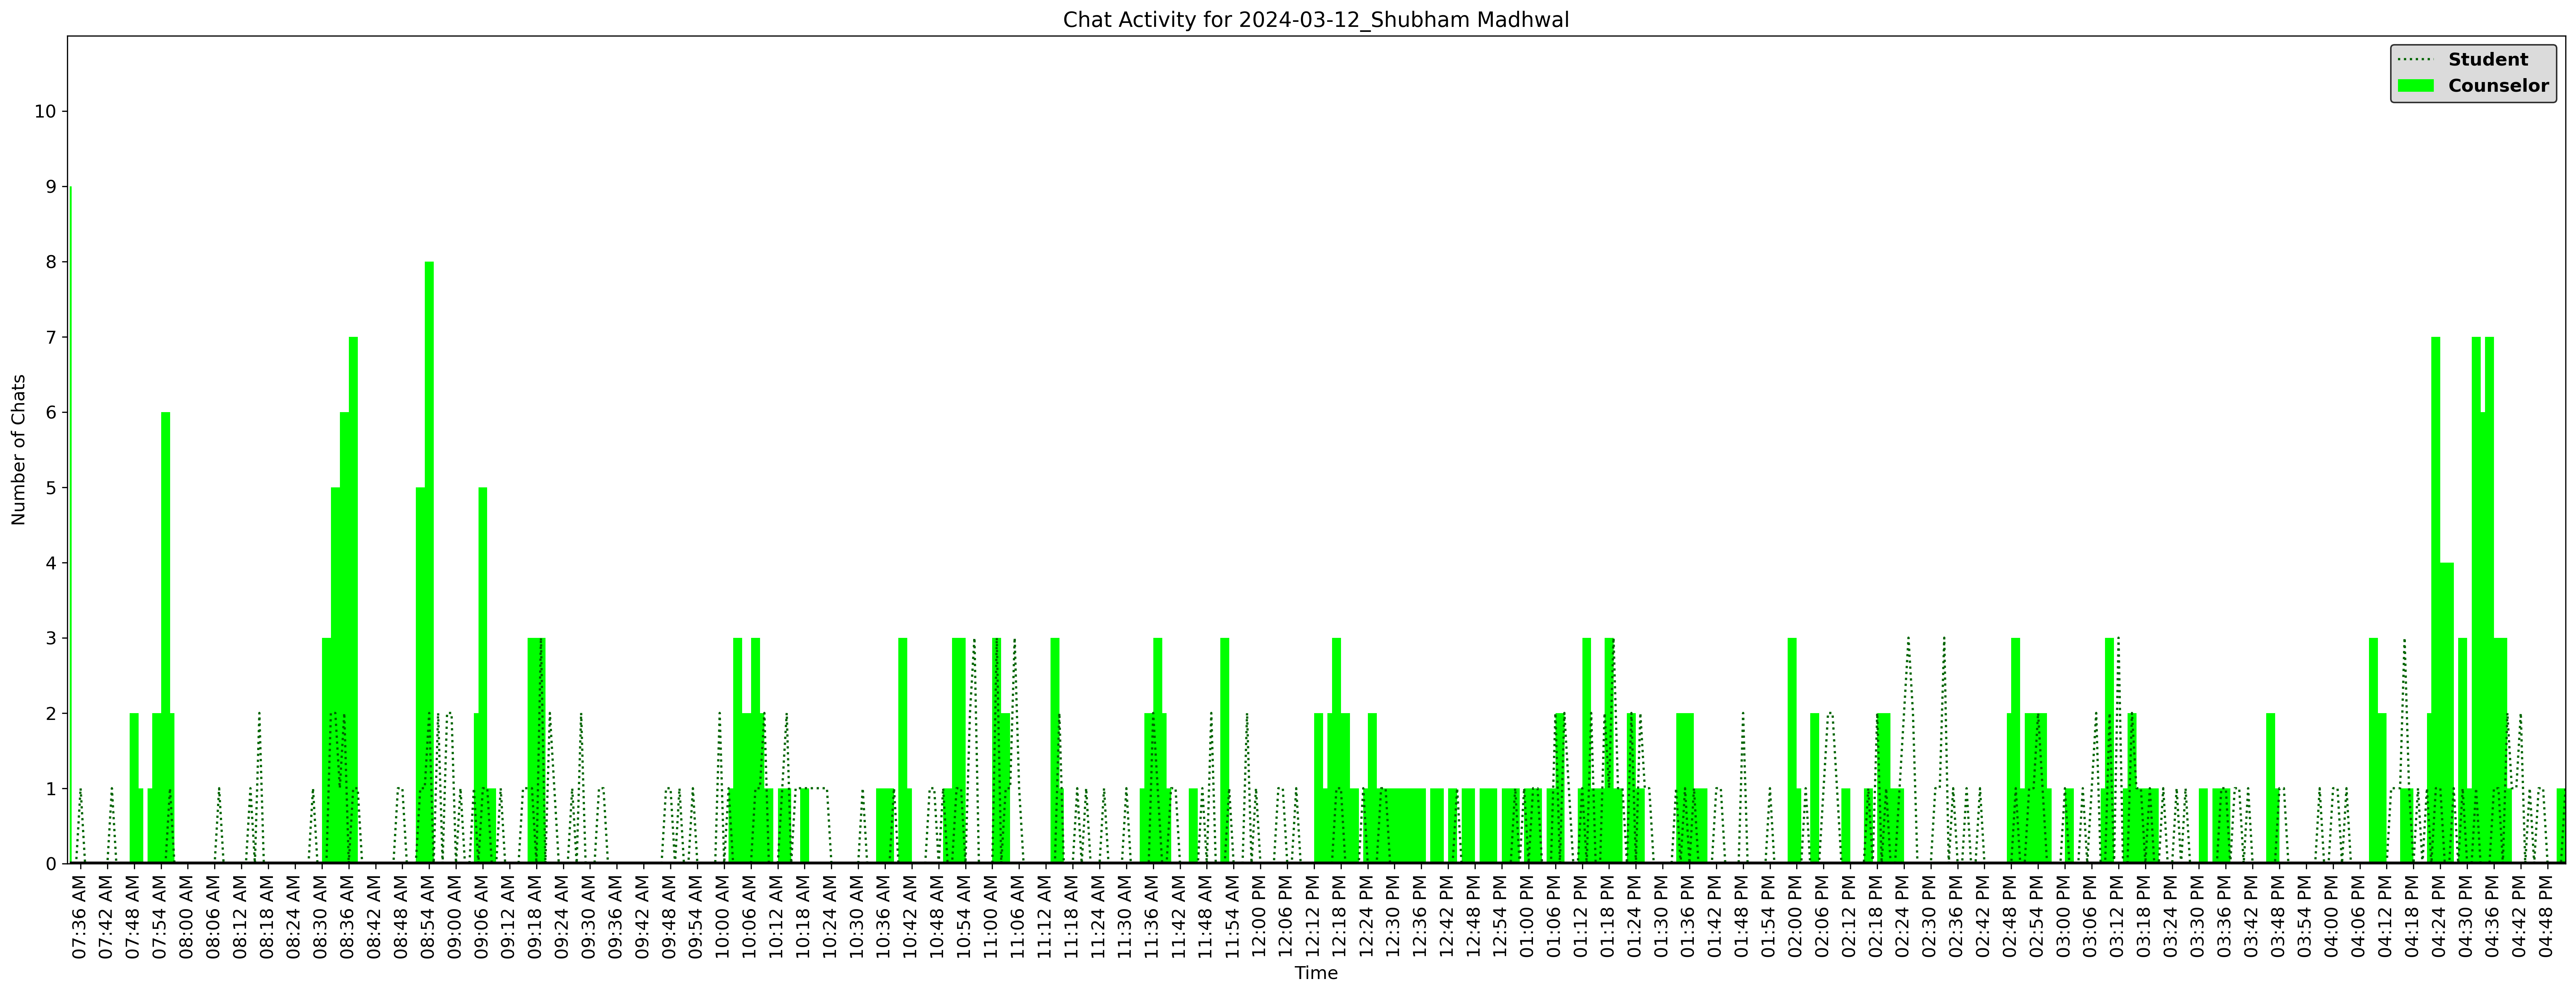 Chat Activity for 2024-03-12_Shubham Madhwal
Student
Counselor
Number of Chats
10
9
8
7
6
5
4
3
2
1
0
07:36 AM
07:42 AM
07:48 AM
07:54 AM
08:00 AM
08:06 AM
08:12 AM
08:18 AM
08:24 AM
08:30 AM
08:36 AM
08:42 AM
08:48 AM
08:54 AM
09:00 AM
09:06 AM
09:12 AM
09:18 AM
09:24 AM
09:30 AM
09:36 AM
09:42 AM
09:48 AM
09:54 AM
10:00 AM
10:06 AM
10:12 AM
10:18 AM
10:24 AM
10:30 AM
10:36 AM
10:42 AM
10:48 AM
10:54 AM
11:00 AM
11:06 AM
11:12 AM
11:18 AM
11:24 AM
11:30 AM
11:36 AM
11:42 AM
11:48 AM
11:54 AM
12:00 PM
12:06 PM
12:12 PM
12:18 PM
12:24 PM
12:30 PM
12:36 PM
12:42 PM
12:48 PM
12:54 PM
01:00 PM
01:06 PM
01:12 PM
01:18 PM
01:24 PM
01:30 PM
01:36 PM
01:42 PM
01:48 PM
01:54 PM
02:00 PM
02:06 PM
02:12 PM
02:18 PM
02:24 PM
02:30 PM
02:36 PM
02:42 PM
02:48 PM
02:54 PM
03:00 PM
03:06 PM
03:12 PM
03:18 PM
03:24 PM
03:30 PM
03:36 PM
03:42 PM
03:48 PM
03:54 PM
04:00 PM
04:06 PM
04:12 PM
04:18 PM
04:24 PM
04:30 PM
04:36 PM
04:42 PM
04:48 PM
Time